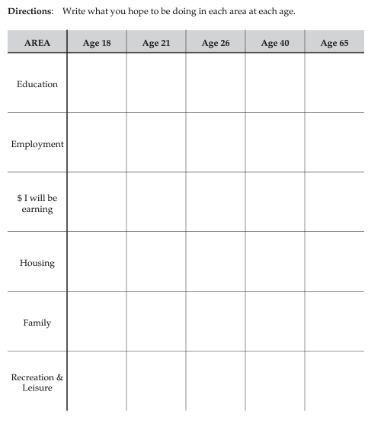 Directions: Write what you hope to be doing in each area at each age.
AREA Age 18 Age 21 Age 26 Age 40 Age 65
Education
Employment
$ I will be
earning
Housing
Family
Recreation &
Leisure